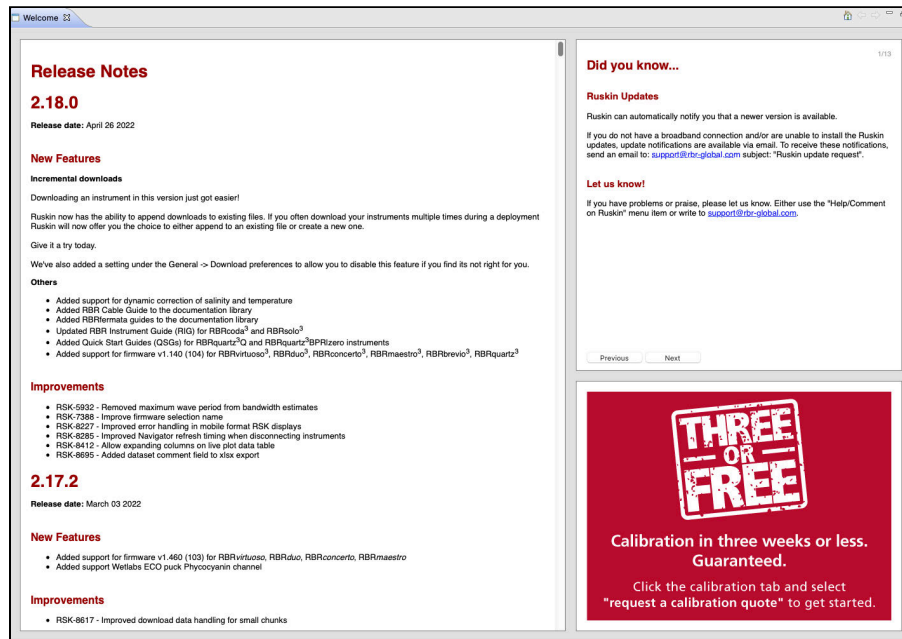 Welcome
Release Notes
2.18.0
Release date: April 26 2022
New Features
Incremental downloads
Downloading an instrument in this version just got easier!
Ruskin now has the ability to append downloads to existing files. If you often download your instruments multiple times during a deployment
Ruskin will now offer you the choice to either append to an existing file or create a new one.
Give it a try today.
We've also added a setting under the General -> Download preferences to allow you to disable this feature if you find its not right for you.
Others
• Added support for dynamic correction of salinity and temperature
• Added RBR Cable Guide to the documentation library
• Added RBRfermata guides to the documentation library
• Updated RBR Instrument Guide (RIG) for RBRcoda³ and RBRsolo³
• Added Quick Start Guides (QSGs) for RBRquartz³Q and RBRquartz³BPR|zero instruments
• Added support for firmware v1.140 (104) for RBRvirtuoso³, RBRduo³, RBRconcerto³, RBRmaestro³, RBRbrevio³, RBRquartz³
Improvements
• RSK-5932 - Removed maximum wave period from bandwidth estimates
• RSK-7388 - Improve firmware selection name
• RSK-8227 - Improved error handling in mobile format RSK displays
• RSK-8285 - Improved Navigator refresh timing when disconnecting instruments
• RSK-8412 - Allow expanding columns on live plot data table
• RSK-8695 - Added dataset comment field to xlsx export
2.17.2
Release date: March 03 2022
New Features
• Added support for firmware v1.460 (103) for RBRvirtuoso, RBRduo, RBRconcerto, RBRmaestro
• Added support Wetlabs ECO puck Phycocyanin channel
Improvements
• RSK-8617 - Improved download data handling for small chunks
1/13
Did you know...
Ruskin Updates
Ruskin can automatically notify you that a newer version is available.
If you do not have a broadband connection and/or are unable to install the Ruskin
updates, update notifications are available via email. To receive these notifications,
send an email to: support@rbr-global.com subject: "Ruskin update request".
Let us know!
If you have problems or praise, please let us know. Either use the "Help/Comment
on Ruskin" menu item or write to support@rbr-global.com.
Previous
Next
THREE
OR
FREE
Calibration in three weeks or less.
Guaranteed.
Click the calibration tab and select
"request a calibration quote" to get started.